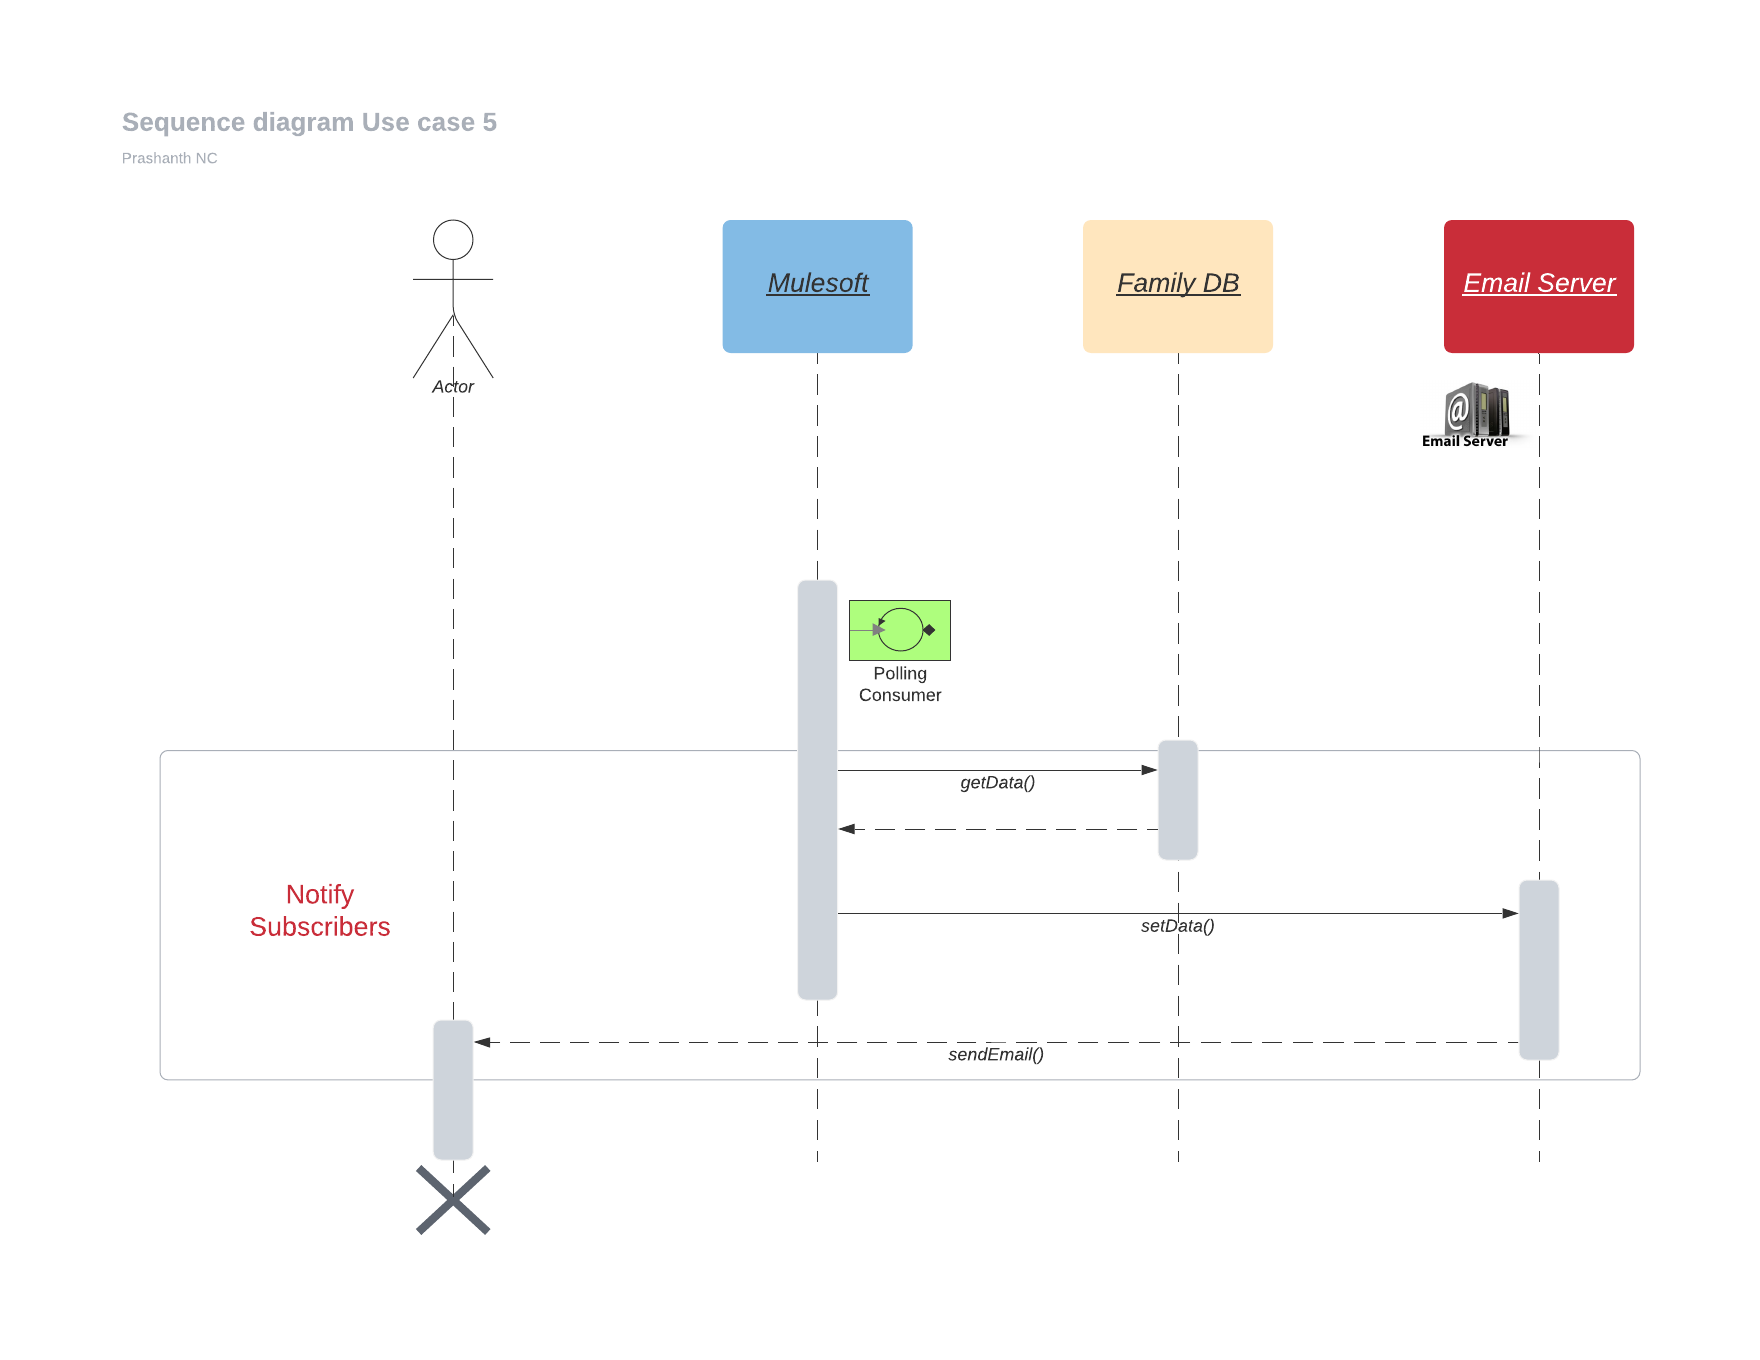 Sequence diagram Use case 5
Prashanth NC
Mulesoft
Family DB
Email Server
Actor
Email Server
Polling
Consumer
getData()
Notify
Subscribers
setData()
sendEmail()